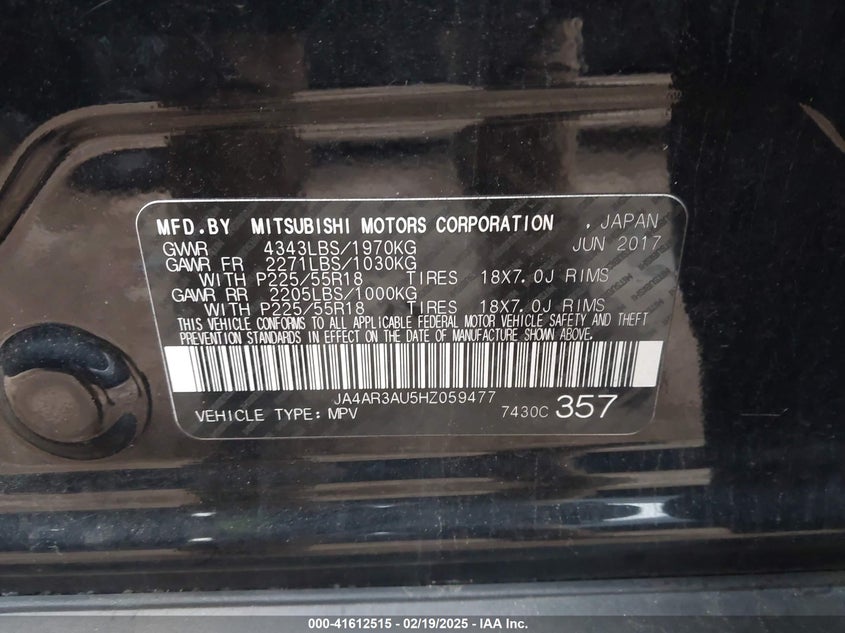 MFD.BY MITSUBISHI MOTORS CORPORATION , JAPAN
GWR 4343LBS/1970KG JUN 2017
GAWR FR 2271LBS/1030KG
WITH P225/55R18 TIRES 18X7.0J RIMS
GAWR RR 2205LBS/1000KG
WITH P225/55R18 TIRES 18X7.0J RIMS
THIS VEHICLE CONFORMS TO ALL APPLICABLE FEDERAL MOTOR VEHICLE SAFETY AND THEFT
PREVENTION STANDARDS IN EFFECT ON THE DATE OF MANUFACTURE SHOWN ABOVE.
JA4AR3AU5HZ059477
VEHICLE TYPE: MPV 7430C 357
000-41612515 - 02/19/2025 - IAA Inc.